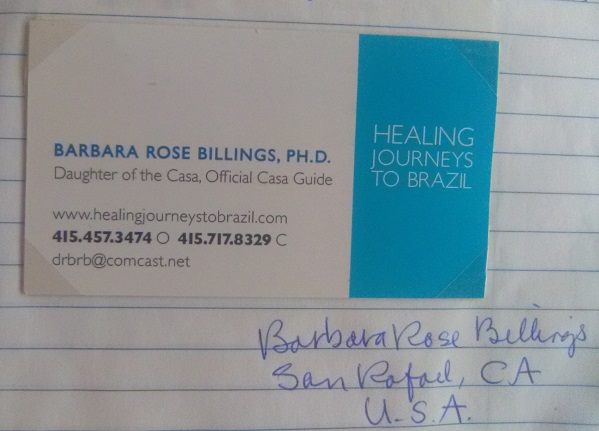 BARBARA ROSE BILLINGS, PH.D.
Daughter of the Casa, Official Casa Guide
www.healingjourneystobrazil.com
415.457.3474 O 415.717.8329 C
drbrb@comcast.net
HEALING
JOURNEYS
TO BRAZIL
Barbara Rose Billings
San Rafael, CA
U.S.A.